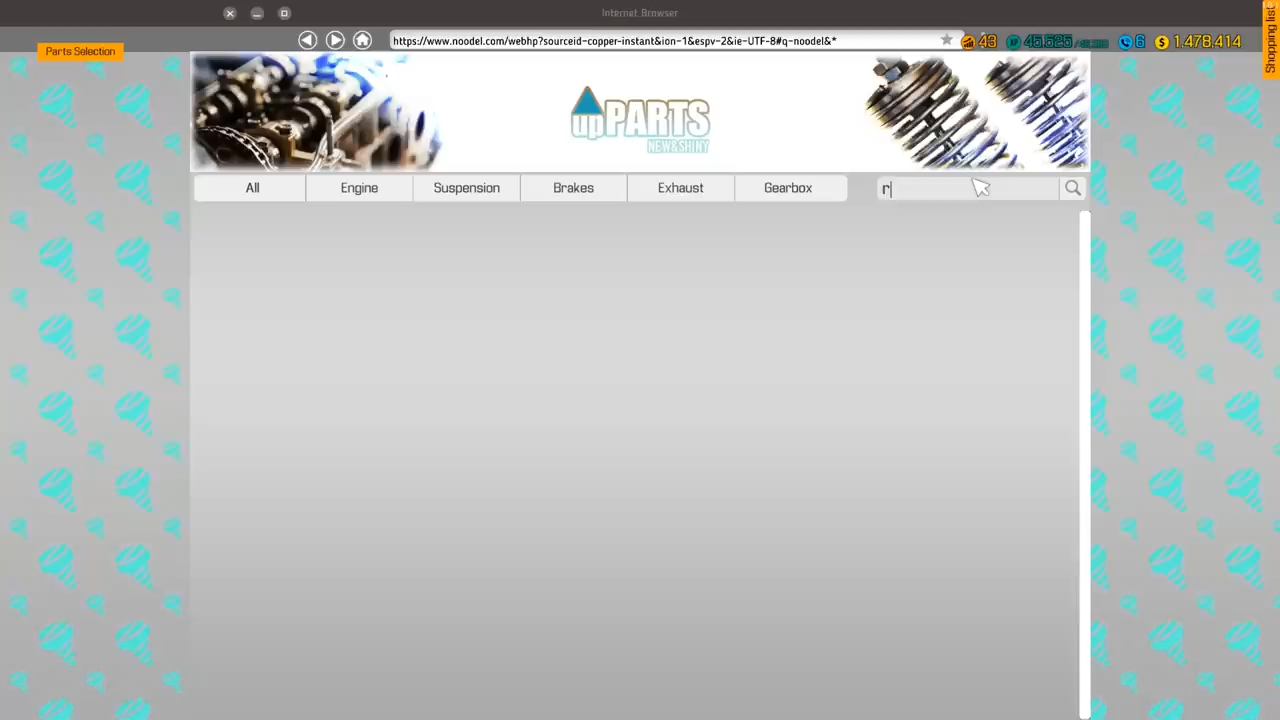 Internet Browser
Parts Selection
https://www.noodel.com/webhp?sourceid-copper-instant&ion-1&espv-2&ie-UTF-8#q-noodel&*
43
6
1,478,414
Shopping list
upPARTS
NEW&SHINY
All
Engine
Suspension
Brakes
Exhaust
Gearbox
r